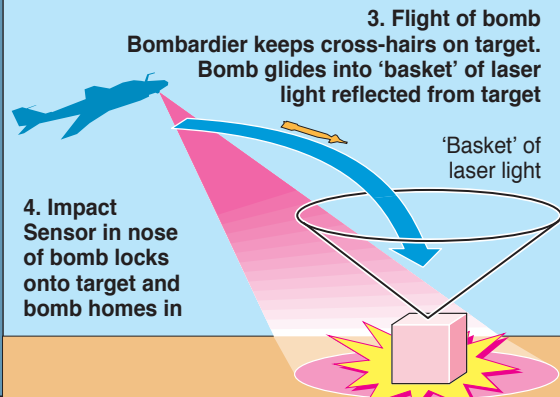 3. Flight of bomb
Bombardier keeps cross-hairs on target.
Bomb glides into ‘basket’ of laser
light reflected from target
‘Basket’ of
laser light
4. Impact
Sensor in nose
of bomb locks
onto target and
bomb homes in